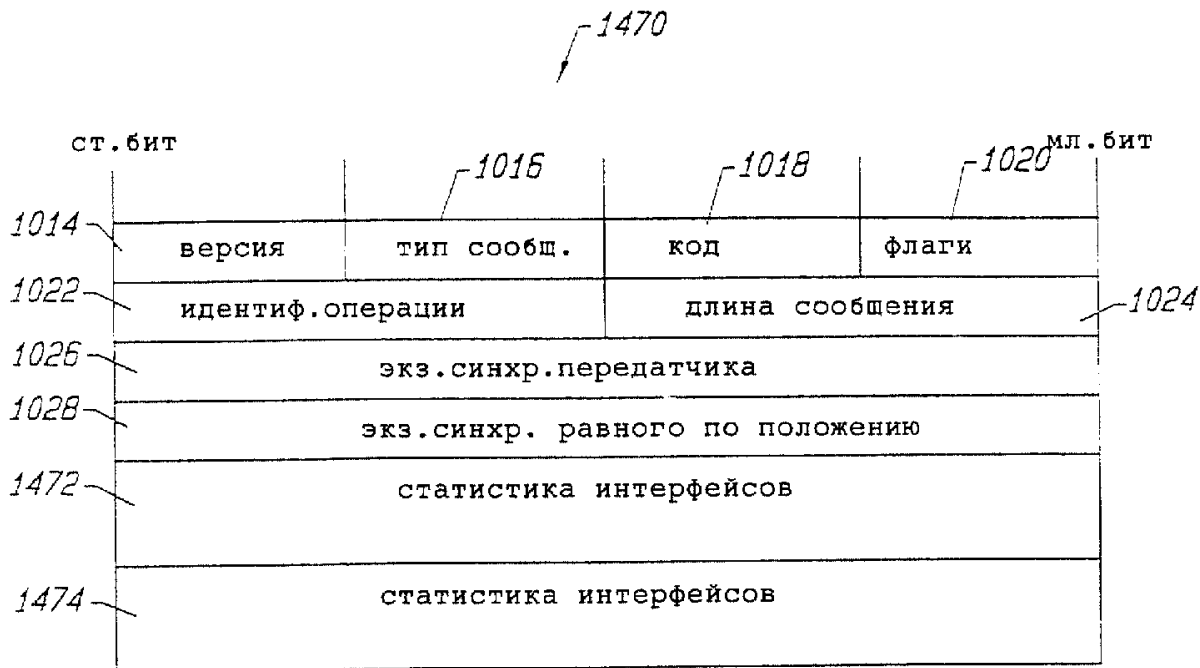 1470
ст.бит мл.бит
1016 1018 1020
1014 версия тип сообщ. код флаги
1022 идентиф.операции длина сообшения 1024
1026 экз.синхр.передатчика
1028 экз.синхр. равного по положению
1472 статистика интерфейсов
1474 статистика интерфейсов